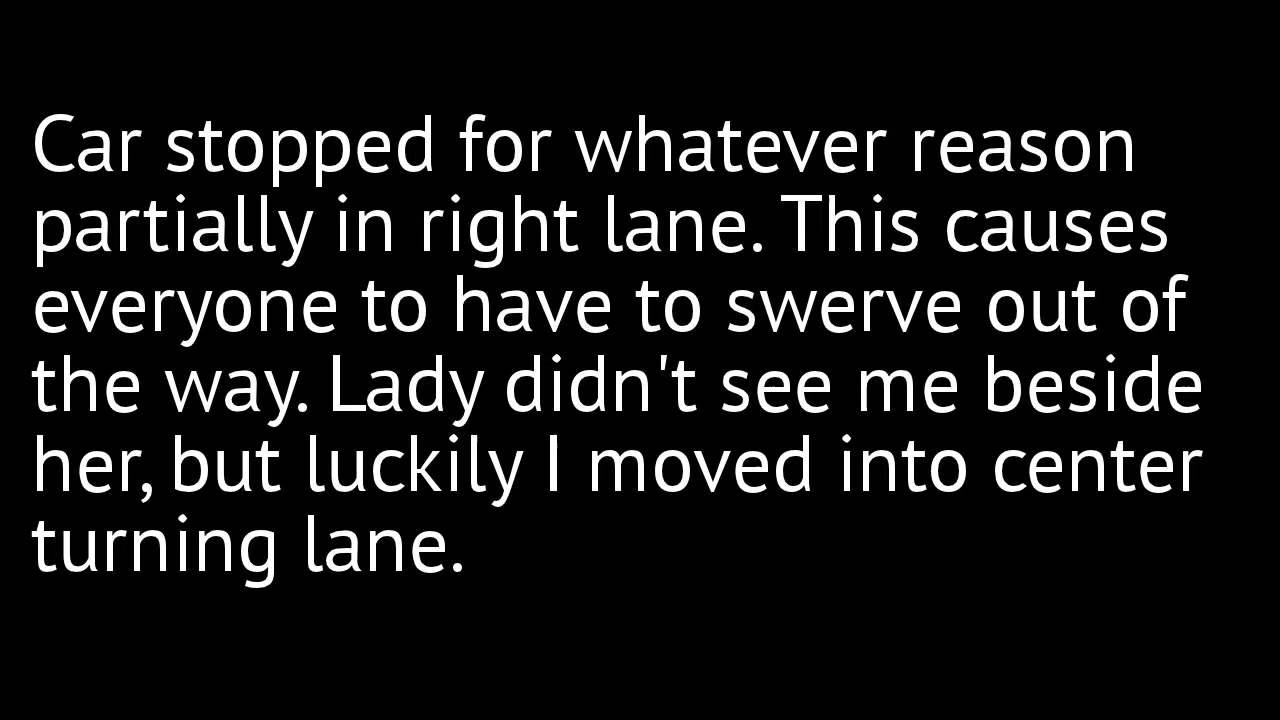 Car stopped for whatever reason
partially in right lane. This causes
everyone to have to swerve out of
the way. Lady didn't see me beside
her, but luckily I moved into center
turning lane.